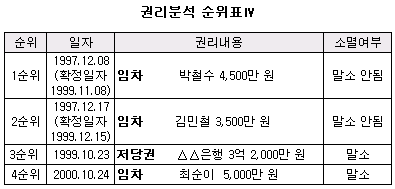 권리분석 순위표Ⅳ
순위 일자 권리내용 소멸여부
1순위 1997.12.08 (확정일자 1999.11.08) 임차 박철수 4,500만 원 말소 안됨
2순위 1997.12.17 (확정일자 1999.12.15) 임차 김민철 3,500만 원 말소 안됨
3순위 1999.10.23 저당권 △△은행 3억 2,000만 원 말소
4순위 2000.10.24 임차 최순이 5,000만 원 말소